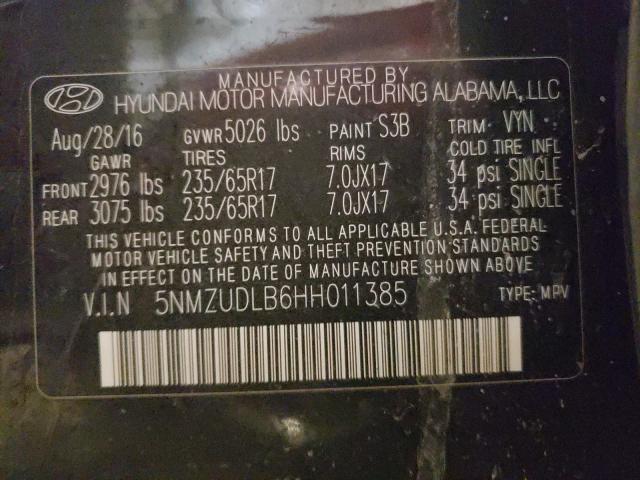 MANUFACTURED BY
HYUNDAI MOTOR MANUFACTURING ALABAMA, LLC
Aug/28/16 GVWR 5026 lbs PAINT S3B TRIM VYN
GAWR TIRES RIMS COLD TIRE INFL
FRONT 2976 lbs 235/65R17 7.0JX17 34 psi SINGLE
REAR 3075 lbs 235/65R17 7.0JX17 34 psi SINGLE
THIS VEHICLE CONFORMS TO ALL APPLICABLE U.S.A. FEDERAL
MOTOR VEHICLE SAFETY AND THEFT PREVENTION STANDARDS
IN EFFECT ON THE DATE OF MANUFACTURE SHOWN ABOVE.
V.I.N 5NMZUDLB6HH011385 TYPE: MPV